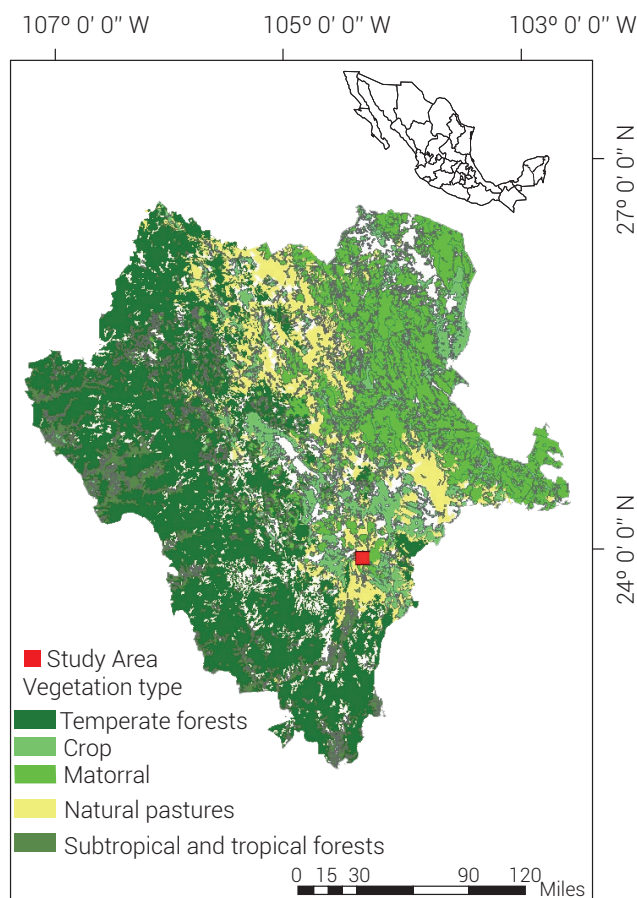 107º 0' 0" W 105º 0' 0" W 103º 0' 0" W
27º 0' 0" N
24º 0' 0" N
Study Area
Vegetation type
Temperate forests
Crop
Matorral
Natural pastures
Subtropical and tropical forests
0 15 30 90 120
Miles